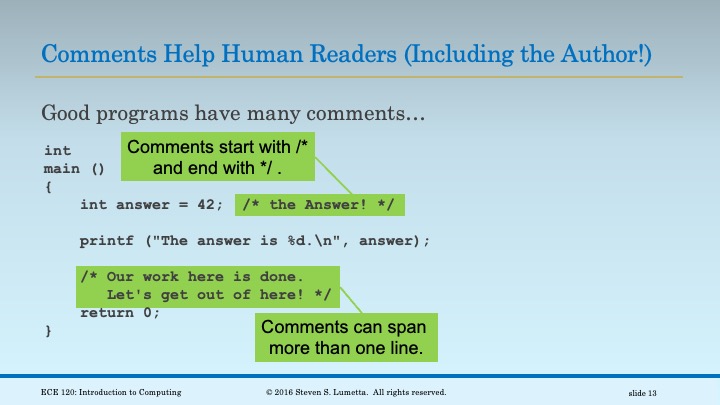 Comments Help Human Readers (Including the Author!)
Good programs have many comments…
Comments start with /*
and end with */ .
int
main ()
{
int answer = 42; /* the Answer! */
printf ("The answer is %d.\n", answer);
/* Our work here is done.
Let's get out of here! */
return 0;
}
Comments can span
more than one line.
ECE 120: Introduction to Computing
© 2016 Steven S. Lumetta. All rights reserved.
slide 13